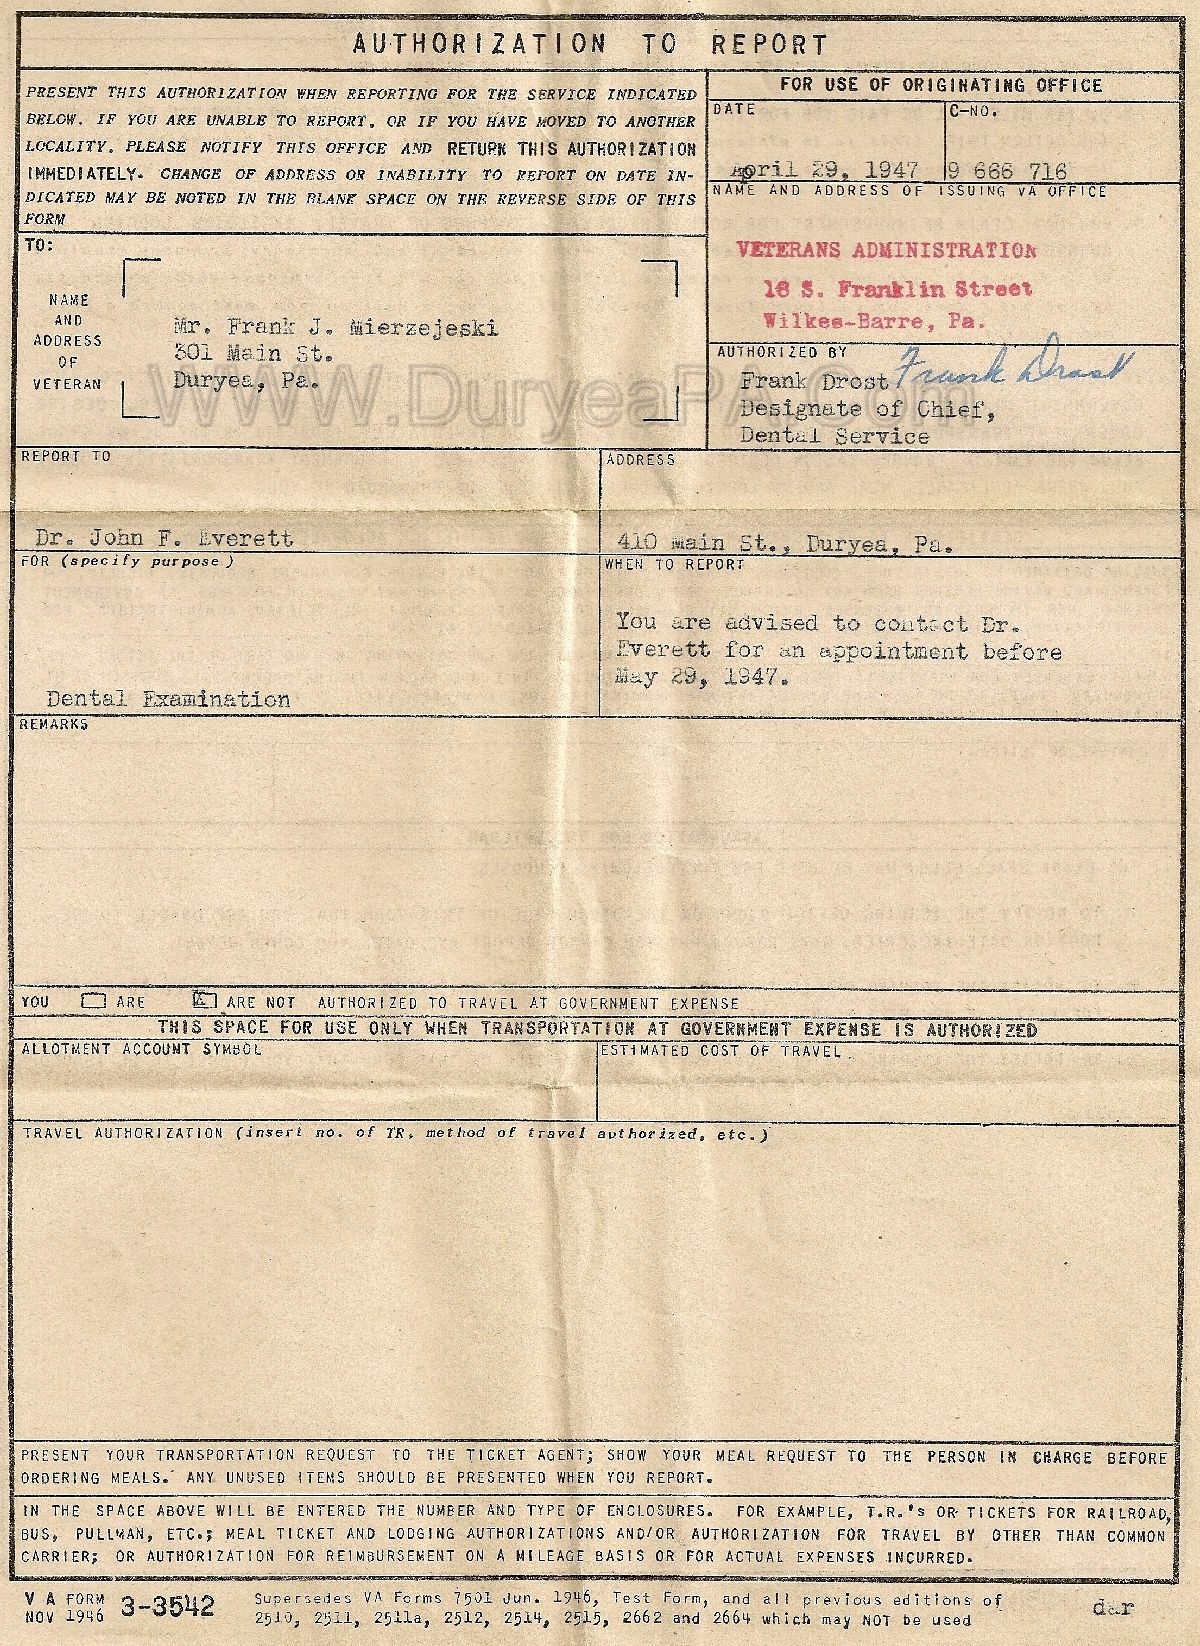 AUTHORIZATION TO REPORT
PRESENT THIS AUTHORIZATION WHEN REPORTING FOR THE SERVICE INDICATED
BELOW. IF YOU ARE UNABLE TO REPORT, OR IF YOU HAVE MOVED TO ANOTHER
LOCALITY, PLEASE NOTIFY THIS OFFICE AND RETURN THIS AUTHORIZATION
IMMEDIATELY. CHANGE OF ADDRESS OR INABILITY TO REPORT ON DATE IN-
DICATED MAY BE NOTED IN THE BLANK SPACE ON THE REVERSE SIDE OF THIS
FORM
FOR USE OF ORIGINATING OFFICE
DATE
C-NO.
April 29, 1947
9 666 716
NAME AND ADDRESS OF ISSUING VA OFFICE
VETERANS ADMINISTRATION
16 S. Franklin Street
Wilkes-Barre, Pa.
TO:
NAME
AND
ADDRESS
OF
VETERAN
Mr. Frank J. Mierzejeski
301 Main St.
Duryea, Pa.
WWW.DuryeaPA.Com
AUTHORIZED BY
Frank Drost Frank Drost
Designate of Chief,
Dental Service
REPORT TO
Dr. John F. Everett
ADDRESS
410 Main St., Duryea, Pa.
FOR (specify purpose)
Dental Examination
WHEN TO REPORT
You are advised to contact Dr.
Everett for an appointment before
May 29, 1947.
REMARKS
YOU ARE ARE NOT AUTHORIZED TO TRAVEL AT GOVERNMENT EXPENSE
THIS SPACE FOR USE ONLY WHEN TRANSPORTATION AT GOVERNMENT EXPENSE IS AUTHORIZED
ALLOTMENT ACCOUNT SYMBOL
ESTIMATED COST OF TRAVEL
TRAVEL AUTHORIZATION (insert no. of TR, method of travel authorized, etc.)
PRESENT YOUR TRANSPORTATION REQUEST TO THE TICKET AGENT; SHOW YOUR MEAL REQUEST TO THE PERSON IN CHARGE BEFORE
ORDERING MEALS. ANY UNUSED ITEMS SHOULD BE PRESENTED WHEN YOU REPORT.
IN THE SPACE ABOVE WILL BE ENTERED THE NUMBER AND TYPE OF ENCLOSURES. FOR EXAMPLE, T.R.'s OR TICKETS FOR RAILROAD,
BUS, PULLMAN, ETC.; MEAL TICKET AND LODGING AUTHORIZATIONS AND/OR AUTHORIZATION FOR TRAVEL BY OTHER THAN COMMON
CARRIER; OR AUTHORIZATION FOR REIMBURSEMENT ON A MILEAGE BASIS OR FOR ACTUAL EXPENSES INCURRED.
V A FORM
NOV 1946
3-3542
Supersedes VA Forms 7501 Jun. 1946, Test Form, and all previous editions of
2510, 2511, 2511a, 2512, 2514, 2515, 2662 and 2664 which may NOT be used
dar